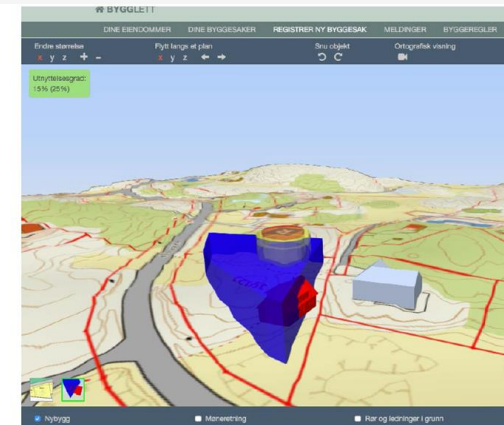 BYGGLETT
DINE EIENDOMMER DINE BYGGESAKER REGISTRER NY BYGGESAK MELDINGER BYGGEREGLER
Endre størrelse Flytt langs et plan Snu objekt Ortografisk visning
x y z + - x y z ← →
Utnyttelsesgrad:
15% (25%)
Nybygg Møneretning Rør og ledninger i grunn